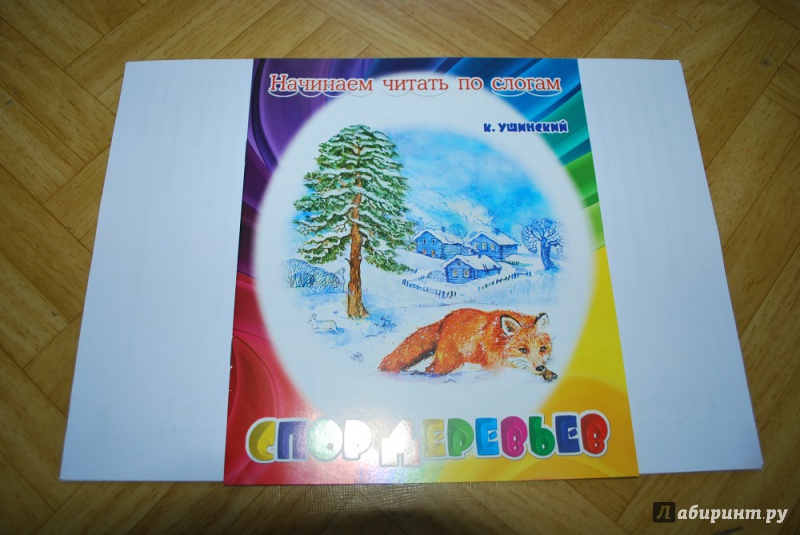 Начинаем читать по слогам
К. УШИНСКИЙ
СПОР ДЕРЕВЬЕВ
Лабиринт.ру